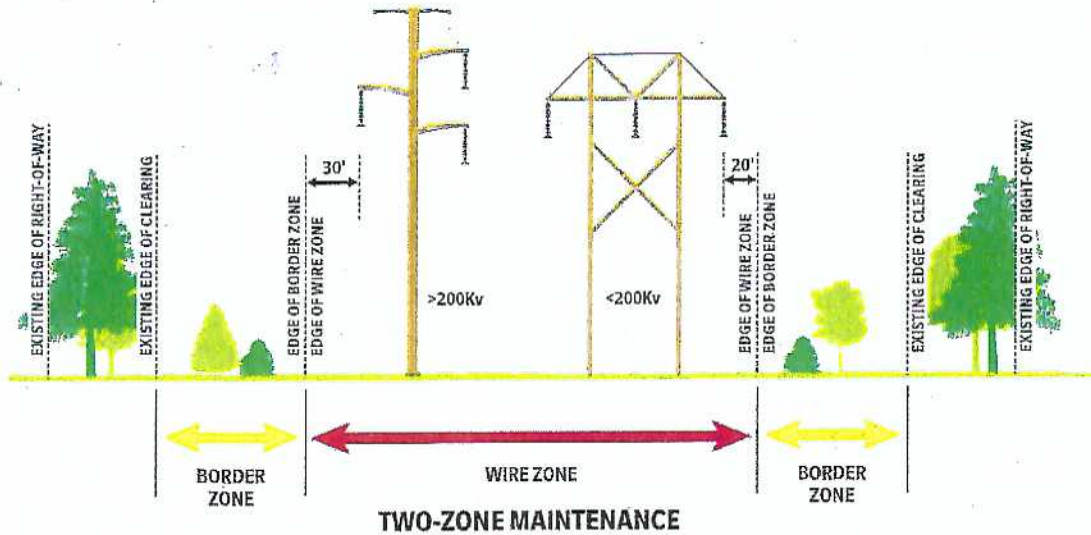 30'
20'
EXISTING EDGE OF RIGHT-OF-WAY
EXISTING EDGE OF CLEARING
EDGE OF BORDER ZONE
EDGE OF WIRE ZONE
>200Kv
<200Kv
EDGE OF WIRE ZONE
EDGE OF BORDER ZONE
EXISTING EDGE OF CLEARING
EXISTING EDGE OF RIGHT-OF-WAY
BORDER
ZONE
WIRE ZONE
BORDER
ZONE
TWO-ZONE MAINTENANCE